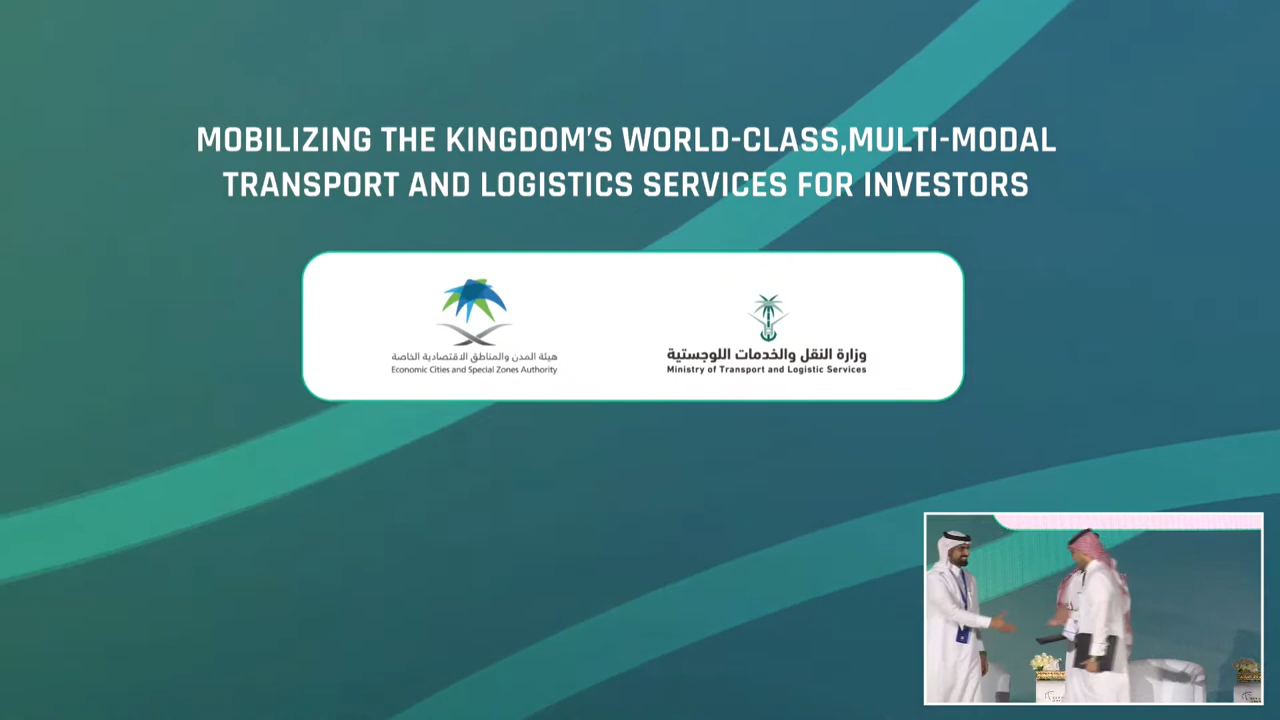 MOBILIZING THE KINGDOM'S WORLD-CLASS,MULTI-MODAL
TRANSPORT AND LOGISTICS SERVICES FOR INVESTORS
هيئة المدن والمناطق الاقتصادية الخاصة
Economic Cities and Special Zones Authority
وزارة النقل والخدمات اللوجستية
Ministry of Transport and Logistic Services